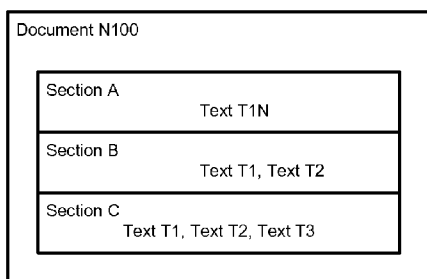 Document N100
Section A
Text T1N
Section B
Text T1, Text T2
Section C
Text T1, Text T2, Text T3